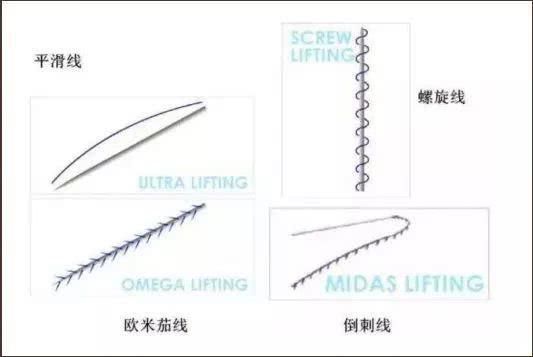 平滑线
SCREW
LIFTING
螺旋线
ULTRA LIFTING
OMEGA LIFTING
MIDAS LIFTING
欧米茄线
倒刺线